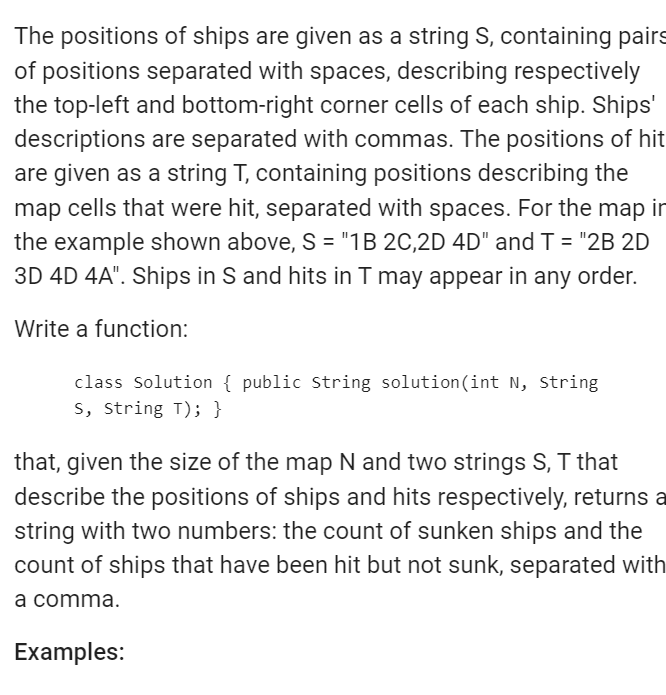 The positions of ships are given as a string S, containing pairs
of positions separated with spaces, describing respectively
the top-left and bottom-right corner cells of each ship. Ships'
descriptions are separated with commas. The positions of hit
are given as a string T, containing positions describing the
map cells that were hit, separated with spaces. For the map in
the example shown above, S = "1B 2C,2D 4D" and T = "2B 2D
3D 4D 4A". Ships in S and hits in T may appear in any order.
Write a function:
class Solution { public String solution(int N, String
S, String T); }
that, given the size of the map N and two strings S, T that
describe the positions of ships and hits respectively, returns a
string with two numbers: the count of sunken ships and the
count of ships that have been hit but not sunk, separated with
a comma.
Examples: